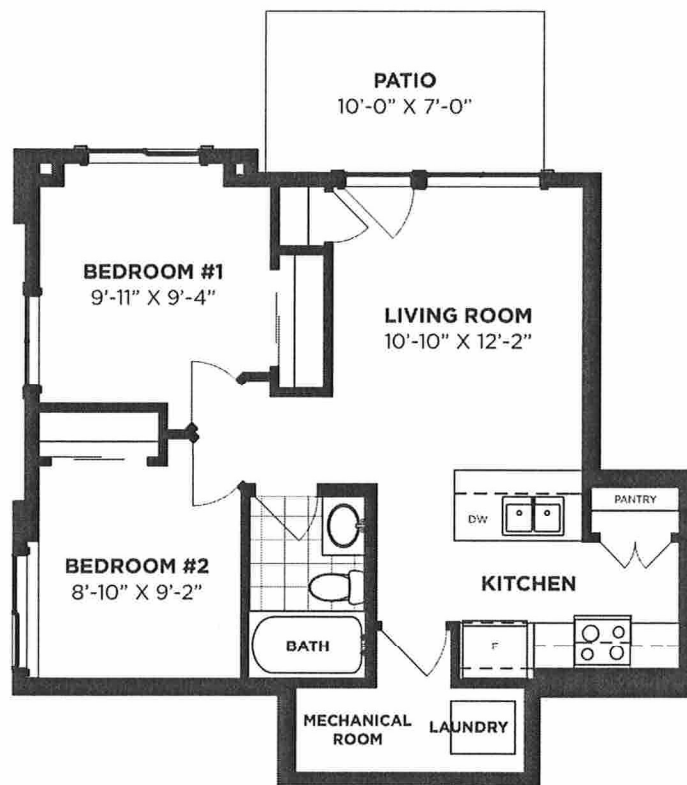 PATIO
10'-0" X 7'-0"
BEDROOM #1
9'-11" X 9'-4"
LIVING ROOM
10'-10" X 12'-2"
PANTRY
DW
KITCHEN
BEDROOM #2
8'-10" X 9'-2"
F
BATH
MECHANICAL
ROOM
LAUNDRY